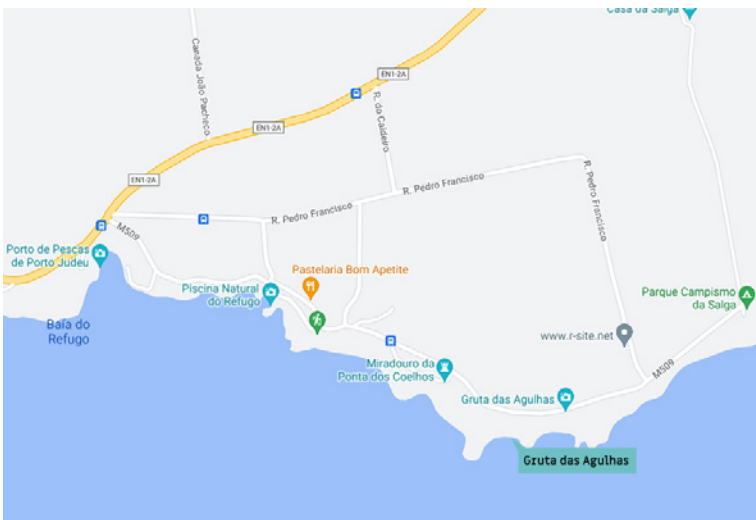 Casa da Salga
Canada João Pacheco
EN1-2A
R. do Caldeiro
EN1-2A
EN1-2A
R. Pedro Francisco
R. Pedro Francisco
R. Pedro Francisco
M509
Porto de Pescas
de Porto Judeu
Pastelaria Bom Apetite
Piscina Natural
do Refugo
Parque Campismo
da Salga
Baía do
Refugo
www.r-site.net
Miradouro da
Ponta dos Coelhos
M509
Gruta das Agulhas
Gruta das Agulhas